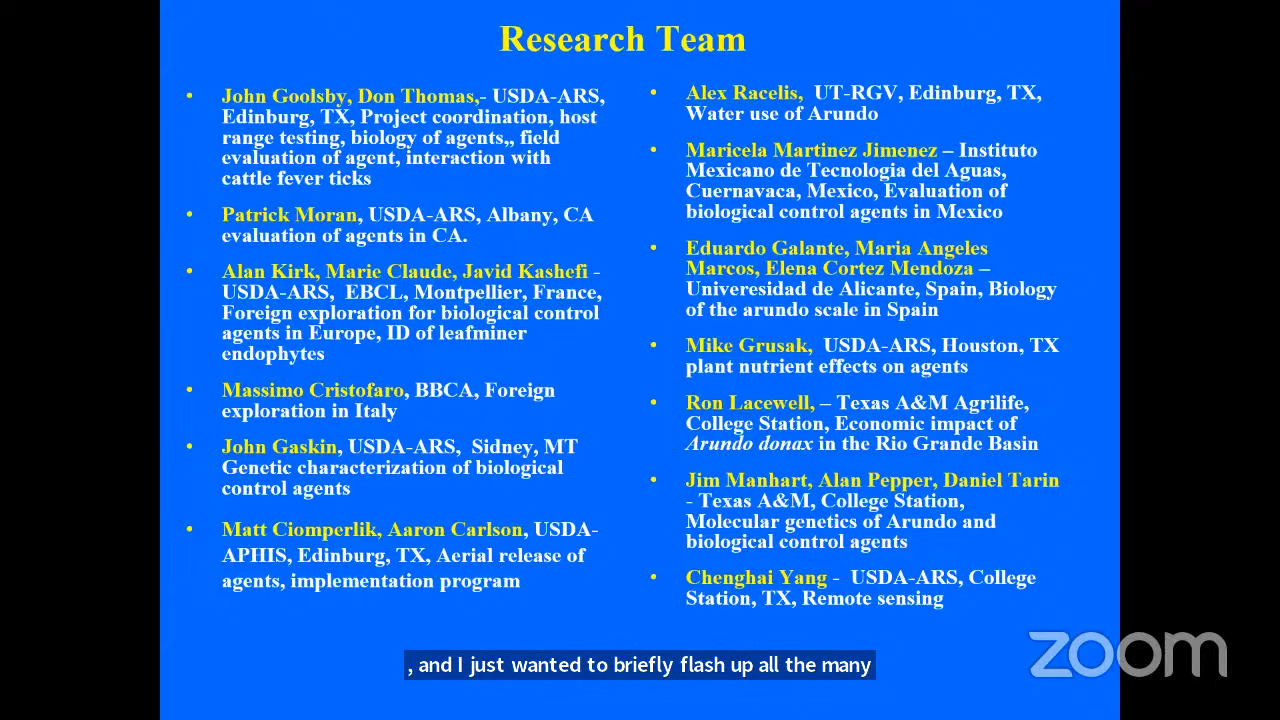 Research Team
• John Goolsby, Don Thomas,- USDA-ARS,
Edinburg, TX, Project coordination, host
range testing, biology of agents,, field
evaluation of agent, interaction with
cattle fever ticks
• Patrick Moran, USDA-ARS, Albany, CA
evaluation of agents in CA.
• Alan Kirk, Marie Claude, Javid Kashefi -
USDA-ARS, EBCL, Montpellier, France,
Foreign exploration for biological control
agents in Europe, ID of leafminer
endophytes
• Massimo Cristofaro, BBCA, Foreign
exploration in Italy
• John Gaskin, USDA-ARS, Sidney, MT
Genetic characterization of biological
control agents
• Matt Ciomperlik, Aaron Carlson, USDA-
APHIS, Edinburg, TX, Aerial release of
agents, implementation program
• Alex Racelis, UT-RGV, Edinburg, TX,
Water use of Arundo
• Maricela Martinez Jimenez – Instituto
Mexicano de Tecnologia del Aguas,
Cuernavaca, Mexico, Evaluation of
biological control agents in Mexico
• Eduardo Galante, Maria Angeles
Marcos, Elena Cortez Mendoza –
Univeresidad de Alicante, Spain, Biology
of the arundo scale in Spain
• Mike Grusak, USDA-ARS, Houston, TX
plant nutrient effects on agents
• Ron Lacewell, – Texas A&M Agrilife,
College Station, Economic impact of
Arundo donax in the Rio Grande Basin
• Jim Manhart, Alan Pepper, Daniel Tarin
- Texas A&M, College Station,
Molecular genetics of Arundo and
biological control agents
• Chenghai Yang - USDA-ARS, College
Station, TX, Remote sensing
, and I just wanted to briefly flash up all the many
zoom